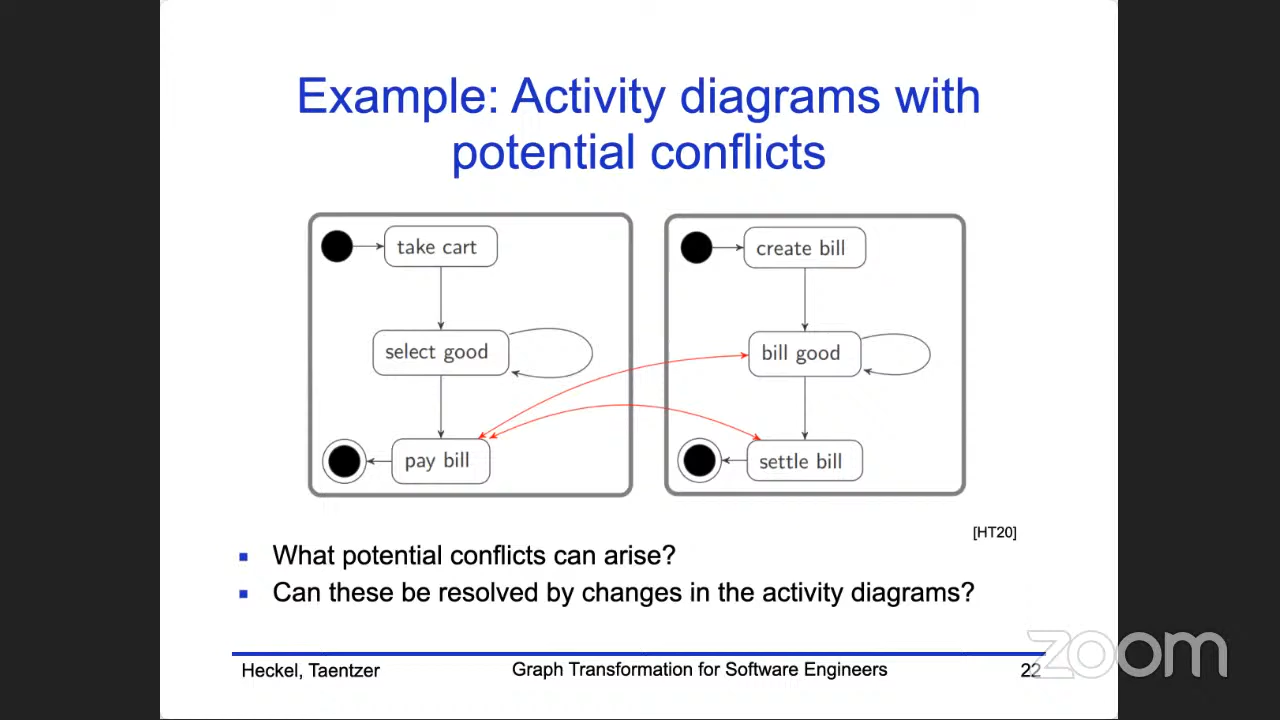 Example: Activity diagrams with
potential conflicts
take cart
select good
pay bill
create bill
bill good
settle bill
[HT20]
What potential conflicts can arise?
Can these be resolved by changes in the activity diagrams?
Heckel, Taentzer
Graph Transformation for Software Engineers
22
zoom